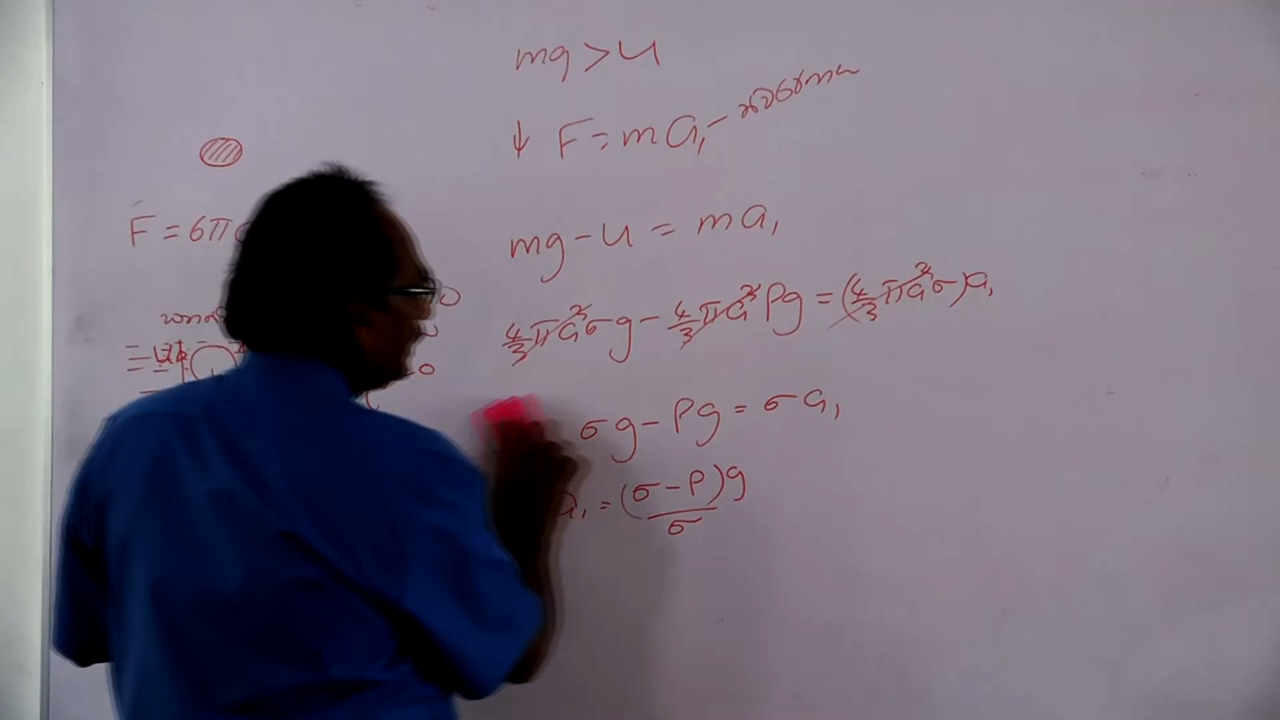 mg > U
↓ F = ma₁ –
F = 6π
mg – U = ma₁
4/3 πa³σg – 4/3 πa³ρg = (4/3 πa³σ)a₁
σg – ρg = σa₁
a₁ = (σ – ρ)g / σ